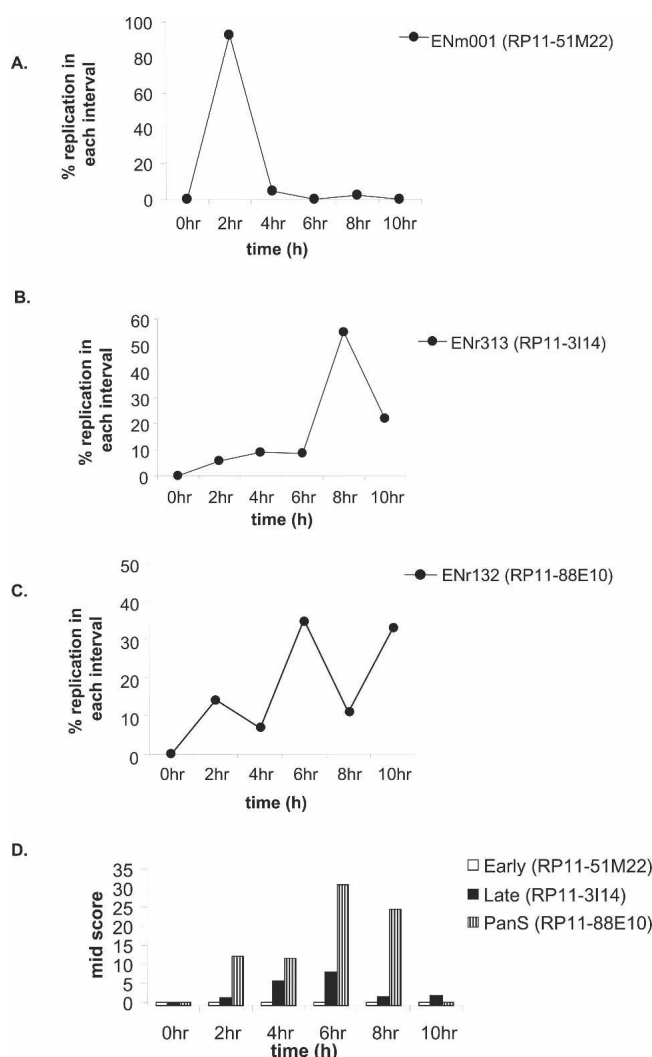 A.
% replication in
each interval
100
80
60
40
20
0
0hr 2hr 4hr 6hr 8hr 10hr
time (h)
ENm001 (RP11-51M22)
B.
% replication in
each interval
60
50
40
30
20
10
0
0hr 2hr 4hr 6hr 8hr 10hr
time (h)
ENr313 (RP11-3I14)
C.
% replication in
each interval
50
40
30
20
10
0
0hr 2hr 4hr 6hr 8hr 10hr
time (h)
ENr132 (RP11-88E10)
D.
mid score
35
30
25
20
15
10
5
0
0hr 2hr 4hr 6hr 8hr 10hr
time (h)
Early (RP11-51M22)
Late (RP11-3I14)
PanS (RP11-88E10)